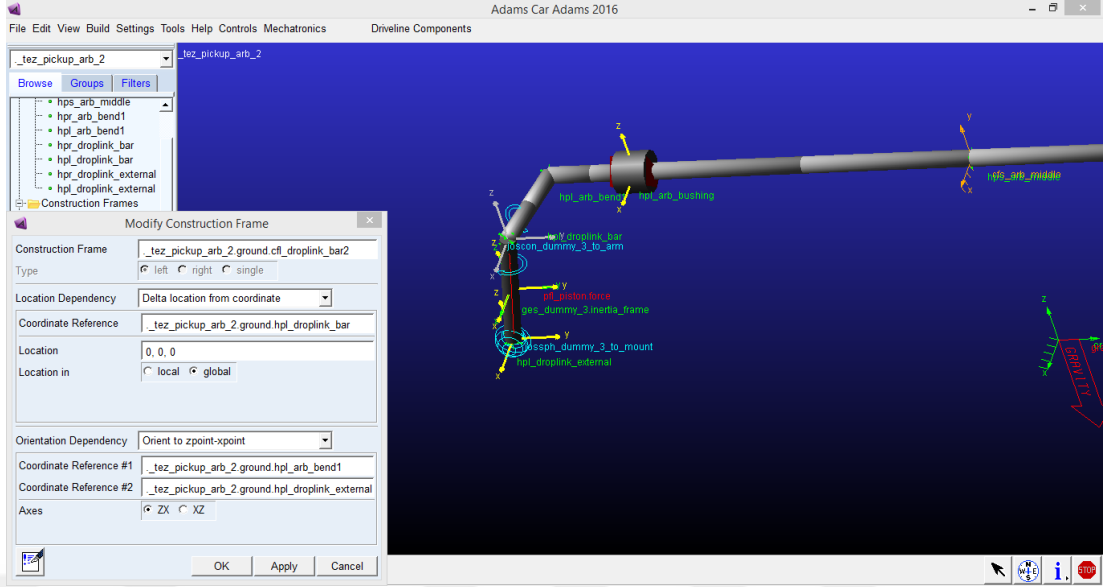 Adams Car Adams 2016
File Edit View Build Settings Tools Help Controls Mechatronics Driveline Components
._tez_pickup_arb_2
_tez_pickup_arb_2
Browse Groups Filters
hps_arb_middle
hpr_arb_bend1
hpl_arb_bend1
hpr_droplink_bar
hpl_droplink_bar
hpr_droplink_external
hpl_droplink_external
Construction Frames
Modify Construction Frame
Construction Frame ._tez_pickup_arb_2.ground.cfl_droplink_bar2
Type left right single
Location Dependency Delta location from coordinate
Coordinate Reference ._tez_pickup_arb_2.ground.hpl_droplink_bar
Location 0, 0, 0
Location in local global
Orientation Dependency Orient to zpoint-xpoint
Coordinate Reference #1 ._tez_pickup_arb_2.ground.hpl_arb_bend1
Coordinate Reference #2 ._tez_pickup_arb_2.ground.hpl_droplink_external
Axes ZX XZ
OK Apply Cancel
z
x
hpl_arb_bend1
hpl_arb_bushing
y
x
z
hpl_droplink_bar
joscon_dummy_3_to_arm
z
x
y
pfl_piston.force
z
ges_dummy_3.inertia_frame
x
y
jossph_dummy_3_to_mount
hpl_droplink_external
x
z
x
GRAVITY
N
W E
S
i
STOP